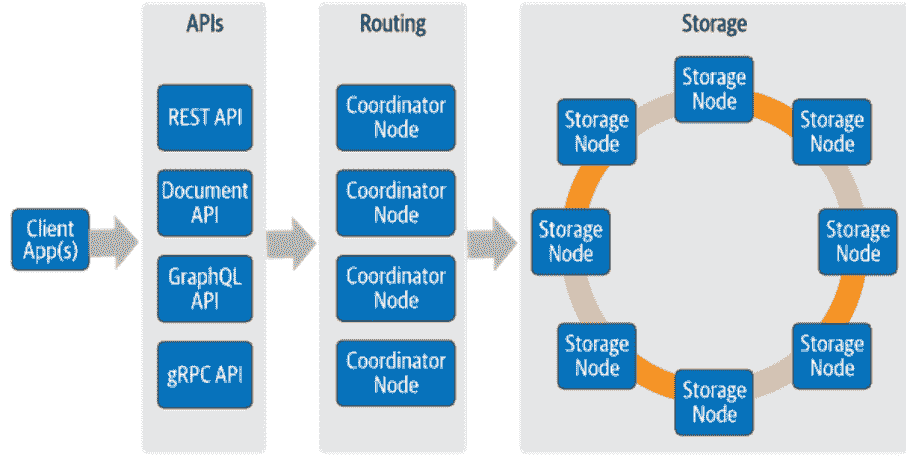 APIs
Routing
Storage
Client
App(s)
REST API
Document
API
GraphQL
API
gRPC API
Coordinator
Node
Coordinator
Node
Coordinator
Node
Coordinator
Node
Storage
Node
Storage
Node
Storage
Node
Storage
Node
Storage
Node
Storage
Node
Storage
Node
Storage
Node